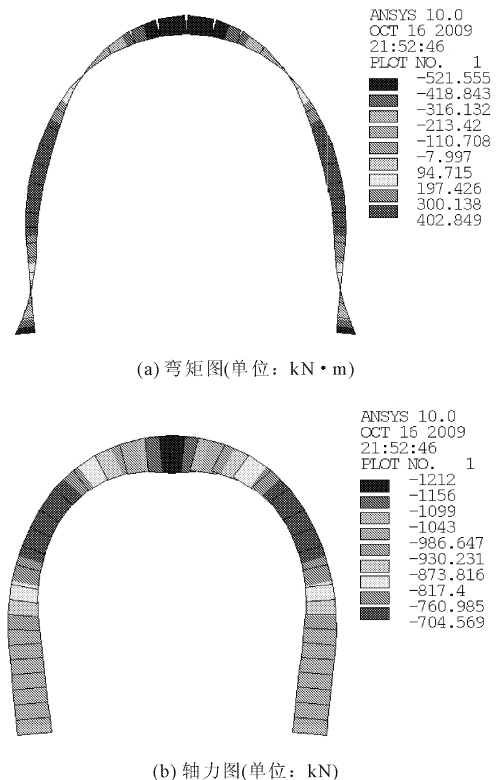 ANSYS 10.0
OCT 16 2009
21:52:46
PLOT NO. 1
-521.555
-418.843
-316.132
-213.42
-110.708
-7.997
94.715
197.426
300.138
402.849
(a) 弯矩图(单位：kN·m)
ANSYS 10.0
OCT 16 2009
21:52:46
PLOT NO. 1
-1212
-1156
-1099
-1043
-986.647
-930.231
-873.816
-817.4
-760.985
-704.569
(b) 轴力图(单位：kN)